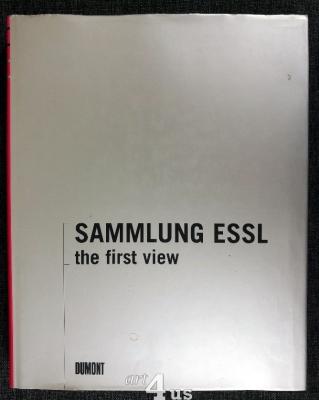 SAMMLUNG ESSL
the first view
DUMONT
art4us